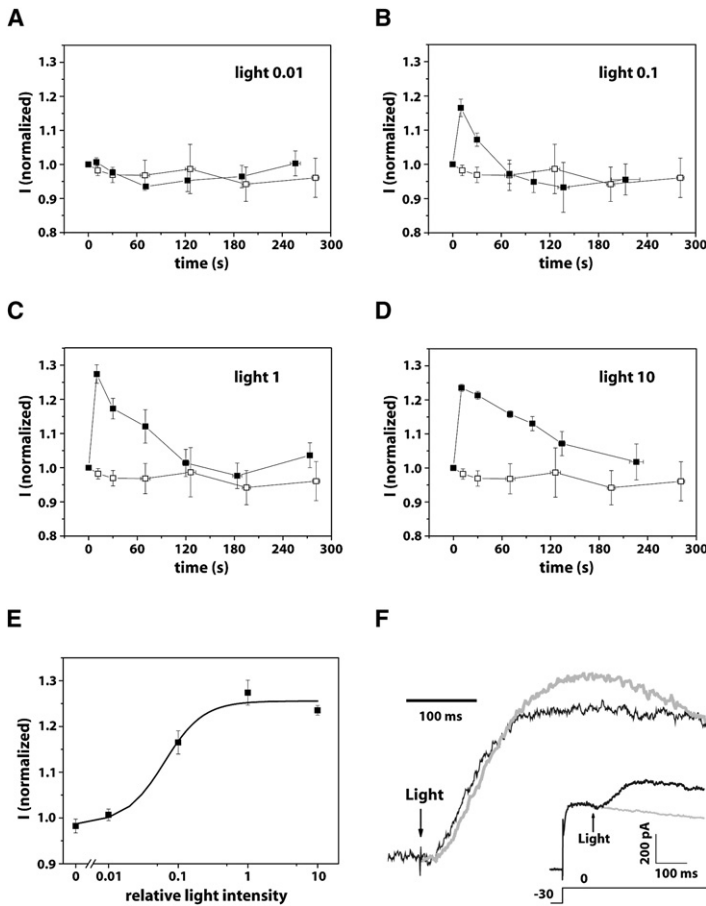 A
light 0.01
I (normalized)
1.3
1.2
1.1
1.0
0.9
0.8
0 60 120 180 240 300
time (s)
B
light 0.1
I (normalized)
1.3
1.2
1.1
1.0
0.9
0.8
0 60 120 180 240 300
time (s)
C
light 1
I (normalized)
1.3
1.2
1.1
1.0
0.9
0.8
0 60 120 180 240 300
time (s)
D
light 10
I (normalized)
1.3
1.2
1.1
1.0
0.9
0.8
0 60 120 180 240 300
time (s)
E
I (normalized)
1.3
1.2
1.1
1.0
0.9
0 0.01 0.1 1 10
relative light intensity
F
100 ms
Light
Light
200 pA
100 ms
0
-30